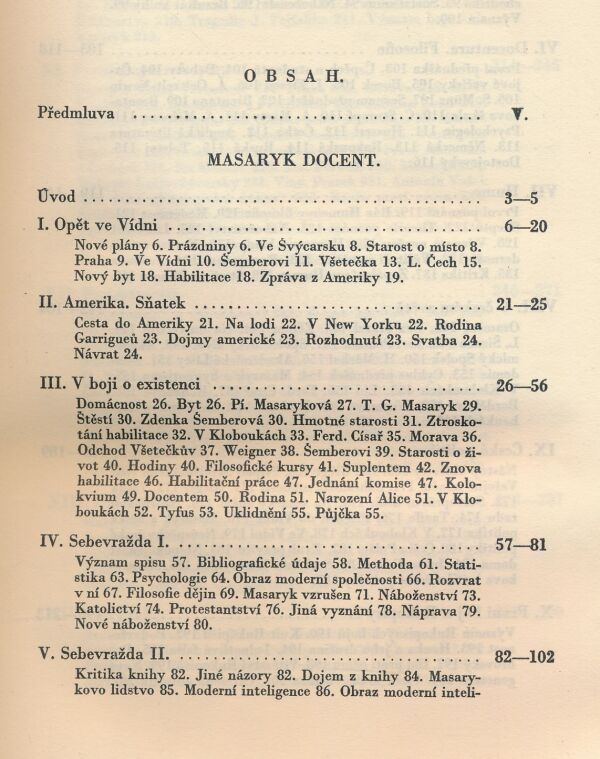 OBSAH.
Předmluva ........................................ V.
MASARYK DOCENT.
Úvod ........................................ 3—5
I. Opět ve Vídni ........................................ 6—20
Nové plány 6. Prázdniny 6. Ve Švýcarsku 8. Starost o místo 8.
Praha 9. Ve Vídni 10. Šemberovi 11. Všetečka 13. L. Čech 15.
Nový byt 18. Habilitace 18. Zpráva z Ameriky 19.
II. Amerika. Sňatek ........................................ 21—25
Cesta do Ameriky 21. Na lodi 22. V New Yorku 22. Rodina
Garrigueů 23. Dojmy americké 23. Rozhodnutí 23. Svatba 24.
Návrat 24.
III. V boji o existenci ........................................ 26—56
Domácnost 26. Byt 26. Pí. Masaryková 27. T. G. Masaryk 29.
Štěstí 30. Zdenka Šemberová 30. Hmotné starosti 31. Ztrosko-
tání habilitace 32. V Kloboukách 33. Ferd. Císař 35. Morava 36.
Odchod Všetečkův 37. Weigner 38. Šemberovi 39. Starosti o ži-
vot 40. Hodiny 40. Filosofické kursy 41. Suplentem 42. Znova
habilitace 46. Habilitační práce 47. Jednání komise 47. Kolo-
kvium 49. Docentem 50. Rodina 51. Narození Alice 51. V Klo-
boukách 52. Tyfus 53. Uklidnění 55. Půjčka 55.
IV. Sebevražda I. ........................................ 57—81
Význam spisu 57. Bibliografické údaje 58. Methoda 61. Stati-
stika 63. Psychologie 64. Obraz moderní společnosti 66. Rozvrat
v ní 67. Filosofie dějin 69. Masaryk vzrušen 71. Náboženství 73.
Katolictví 74. Protestantství 76. Jiná vyznání 78. Náprava 79.
Nové náboženství 80.
V. Sebevražda II. ........................................ 82—102
Kritika knihy 82. Jiné názory 82. Dojem z knihy 84. Masary-
kovo lidstvo 85. Moderní inteligence 86. Obraz moderní inteli-